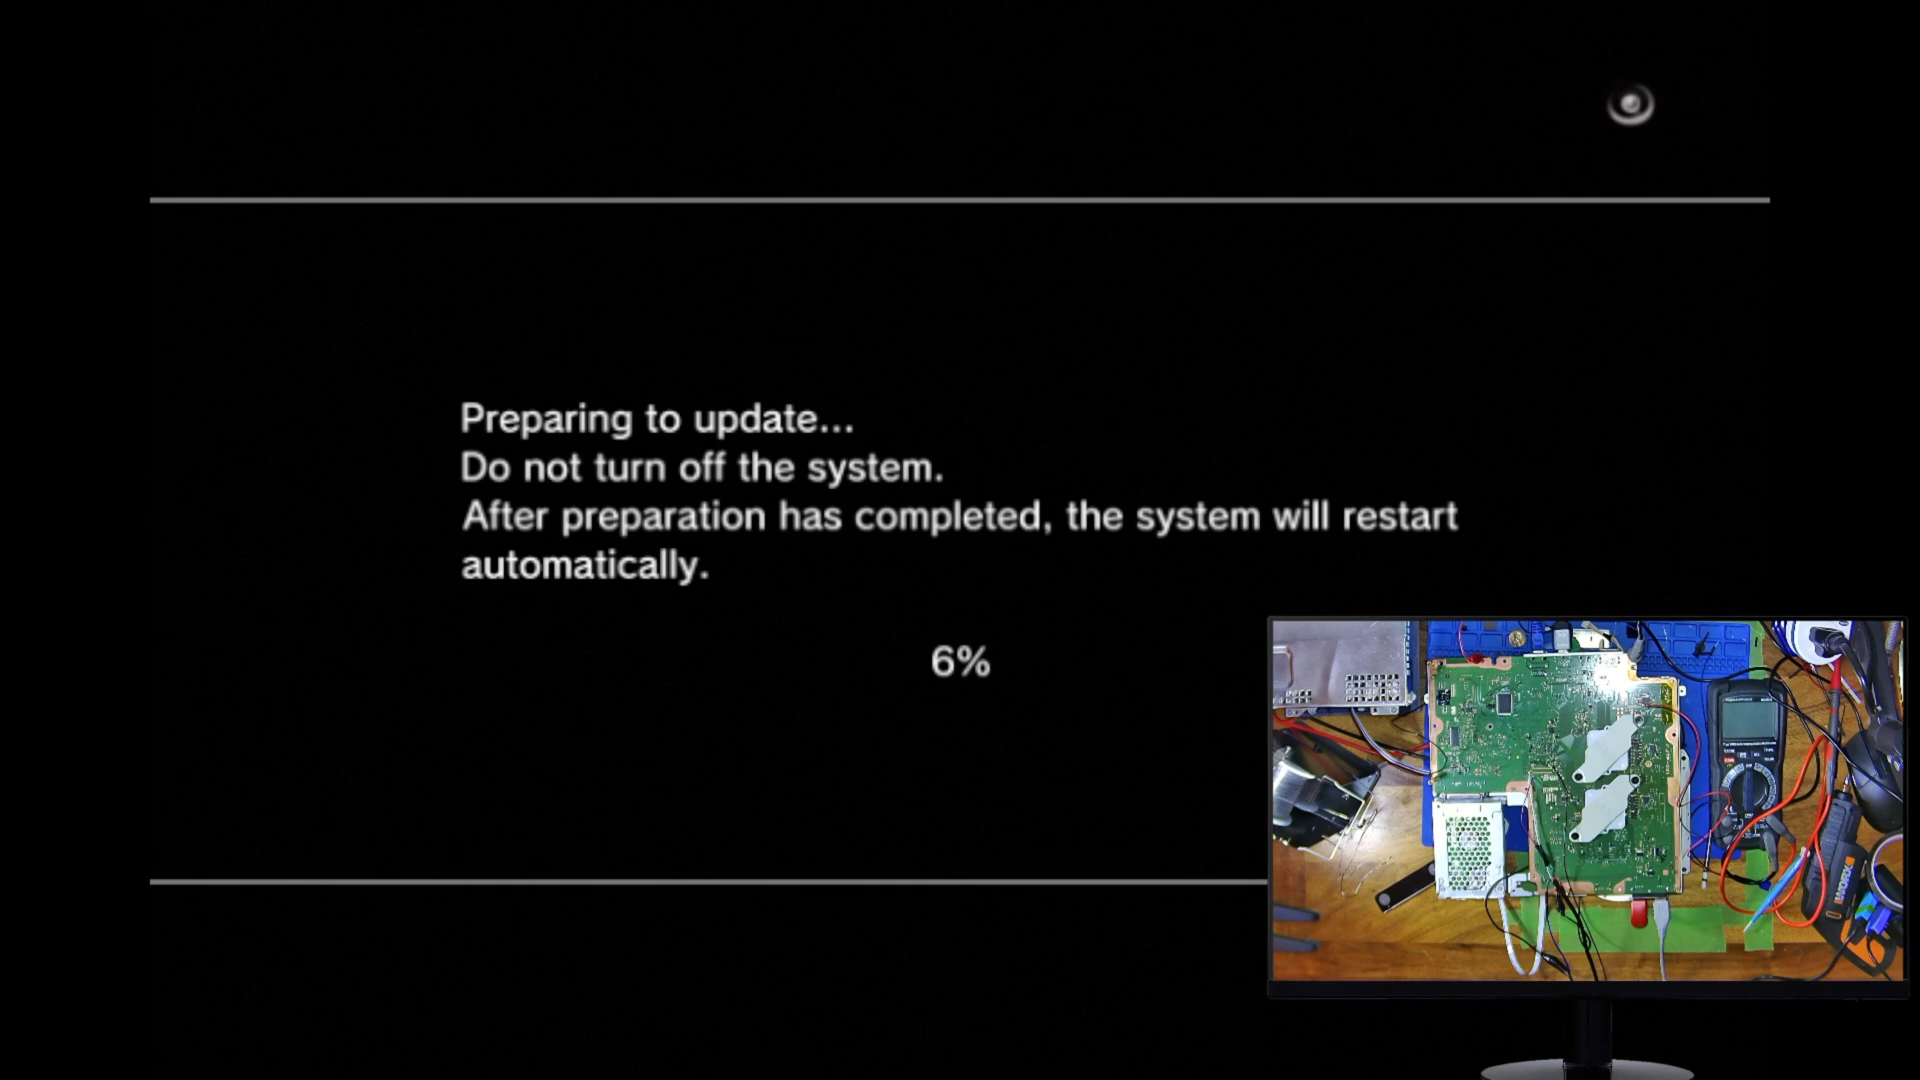 Preparing to update...
Do not turn off the system.
After preparation has completed, the system will restart
automatically.
6%